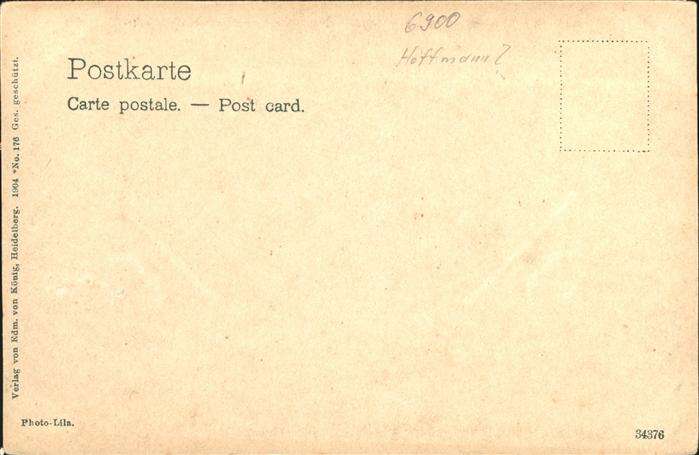 6900
Hoffmann?
Postkarte
Carte postale. — Post card.
Verlag von Edm. von König, Heidelberg. 1904 *No. 176 Ges. geschützt.
Photo-Lila.
34376